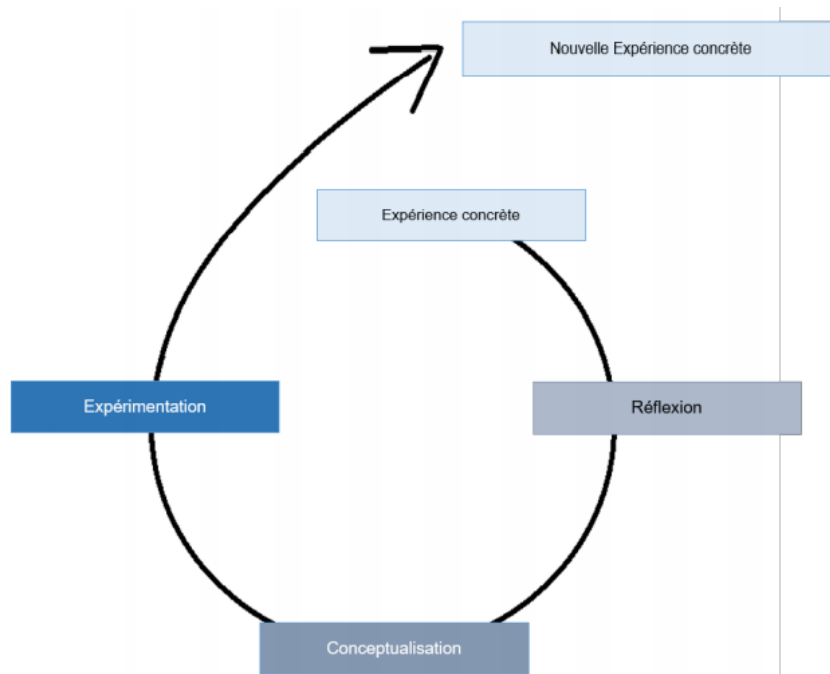 Nouvelle Expérience concrète
Expérience concrète
Expérimentation
Réflexion
Conceptualisation